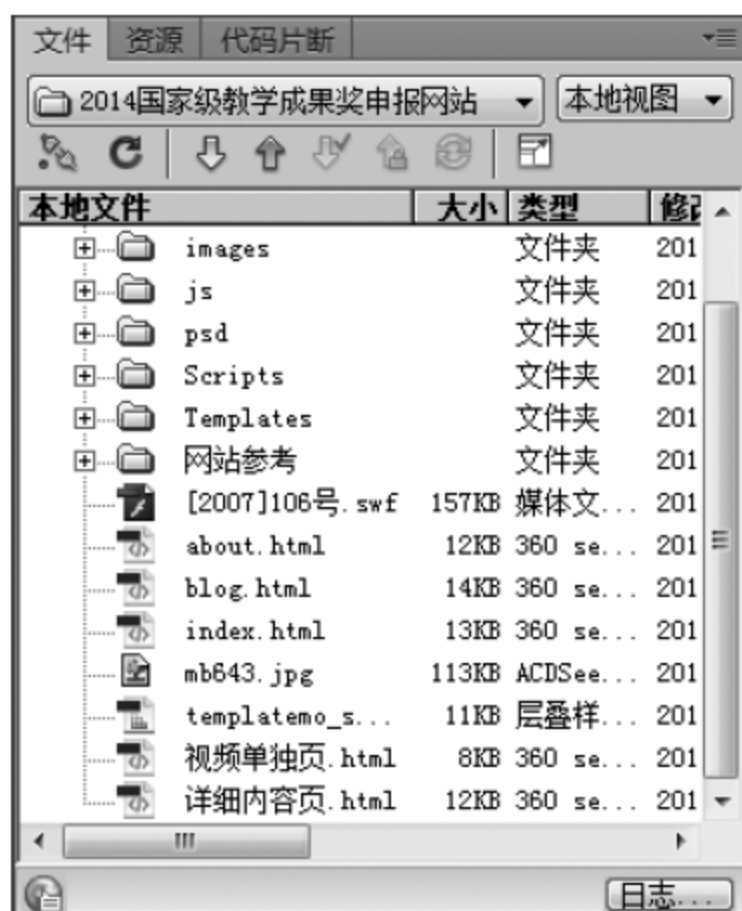 文件 资源 代码片断
2014国家级教学成果奖申报网站 本地视图
本地文件 大小 类型
images 文件夹 201
js 文件夹 201
psd 文件夹 201
Scripts 文件夹 201
Templates 文件夹 201
网站参考 文件夹 201
[2007]106号.swf 157KB 媒体文... 201
about.html 12KB 360 se... 201
blog.html 14KB 360 se... 201
index.html 13KB 360 se... 201
mb643.jpg 113KB ACDSee... 201
templatemo_s... 11KB 层叠样... 201
视频单独页.html 8KB 360 se... 201
详细内容页.html 12KB 360 se... 201
日志...